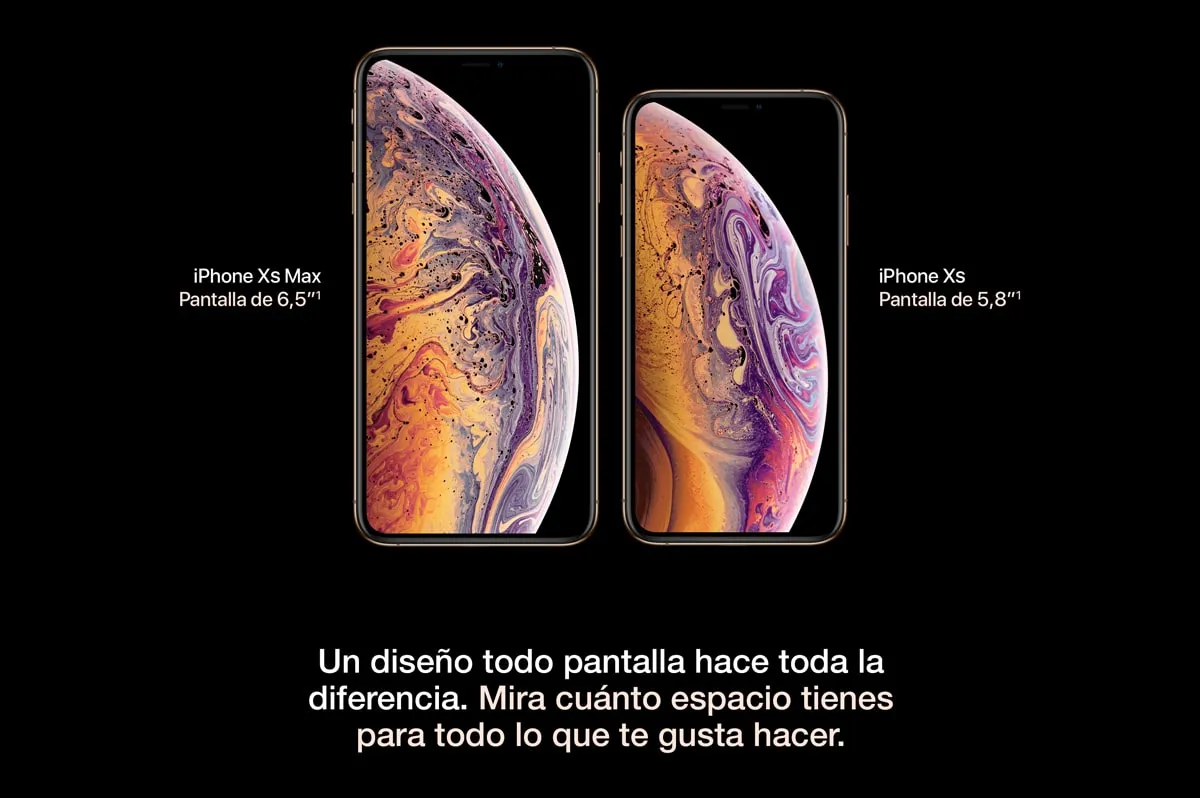 iPhone Xs Max
Pantalla de 6,5″¹
iPhone Xs
Pantalla de 5,8″¹
Un diseño todo pantalla hace toda la
diferencia. Mira cuánto espacio tienes
para todo lo que te gusta hacer.